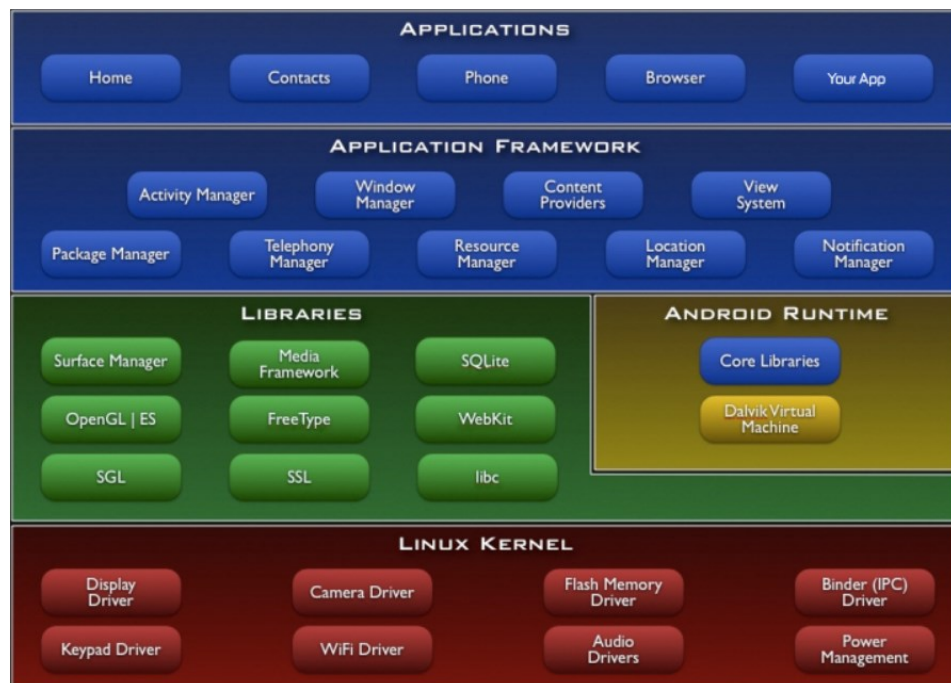 APPLICATIONS
Home
Contacts
Phone
Browser
Your App
APPLICATION FRAMEWORK
Activity Manager
Window
Manager
Content
Providers
View
System
Package Manager
Telephony
Manager
Resource
Manager
Location
Manager
Notification
Manager
LIBRARIES
Surface Manager
Media
Framework
SQLite
OpenGL | ES
FreeType
WebKit
SGL
SSL
libc
ANDROID RUNTIME
Core Libraries
Dalvik Virtual
Machine
LINUX KERNEL
Display
Driver
Camera Driver
Flash Memory
Driver
Binder (IPC)
Driver
Keypad Driver
WiFi Driver
Audio
Drivers
Power
Management